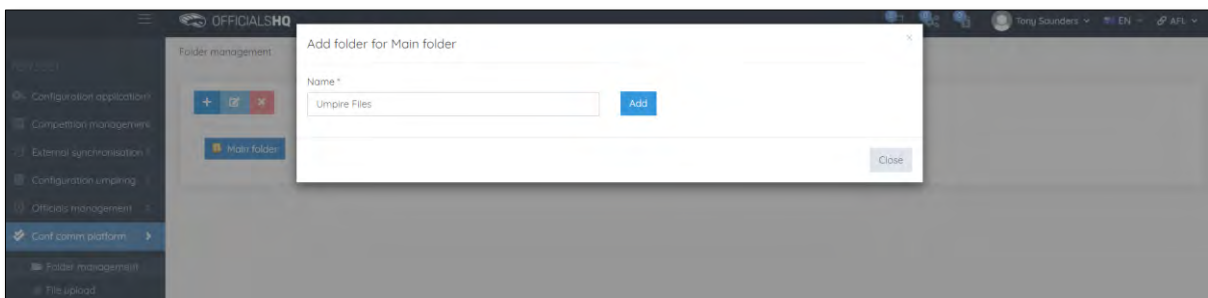 OFFICIALSHQ
Tony Saunders
EN
AFL
Folder management
Add folder for Main folder
×
Name *
Umpire Files
Add
Close
Main folder
Configuration application
Competition management
External synchronisation
Configuration umpiring
Officials management
Conf comm platform
Folder management
File upload